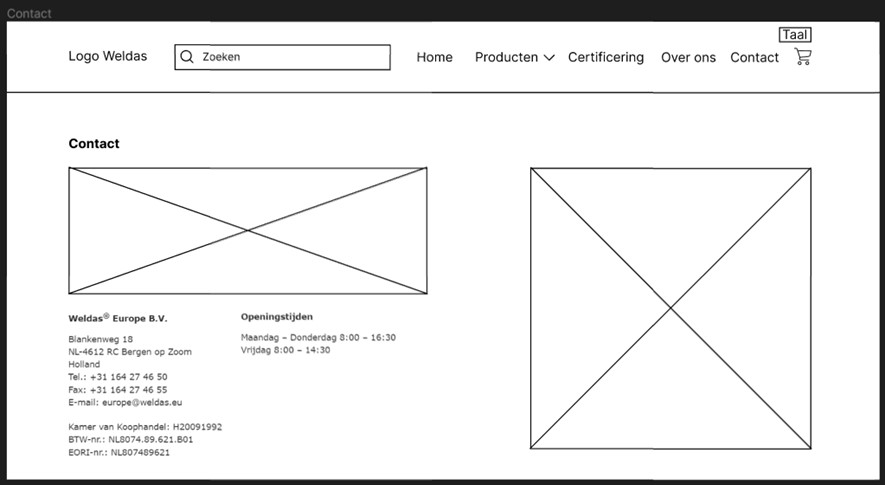 Contact
Taal
Logo Weldas
Zoeken
Home Producten Certificering Over ons Contact
Contact
Weldas® Europe B.V.
Blankenweg 18
NL-4612 RC Bergen op Zoom
Holland
Tel.: +31 164 27 46 50
Fax: +31 164 27 46 55
E-mail: europe@weldas.eu
Kamer van Koophandel: H20091992
BTW-nr.: NL8074.89.621.B01
EORI-nr.: NL807489621
Openingstijden
Maandag – Donderdag 8:00 – 16:30
Vrijdag 8:00 – 14:30